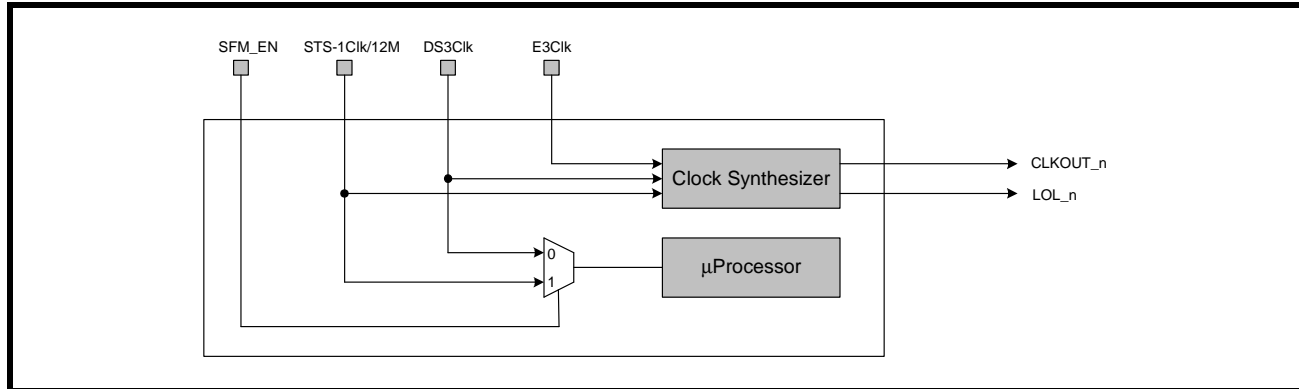 SFM_EN STS-1Clk/12M DS3Clk E3Clk
Clock Synthesizer
CLKOUT_n
LOL_n
0
1
μProcessor